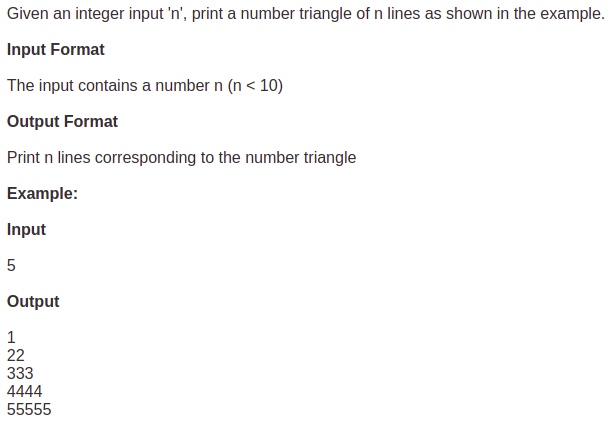 Given an integer input 'n', print a number triangle of n lines as shown in the example.
Input Format
The input contains a number n (n < 10)
Output Format
Print n lines corresponding to the number triangle
Example:
Input
5
Output
1
22
333
4444
55555